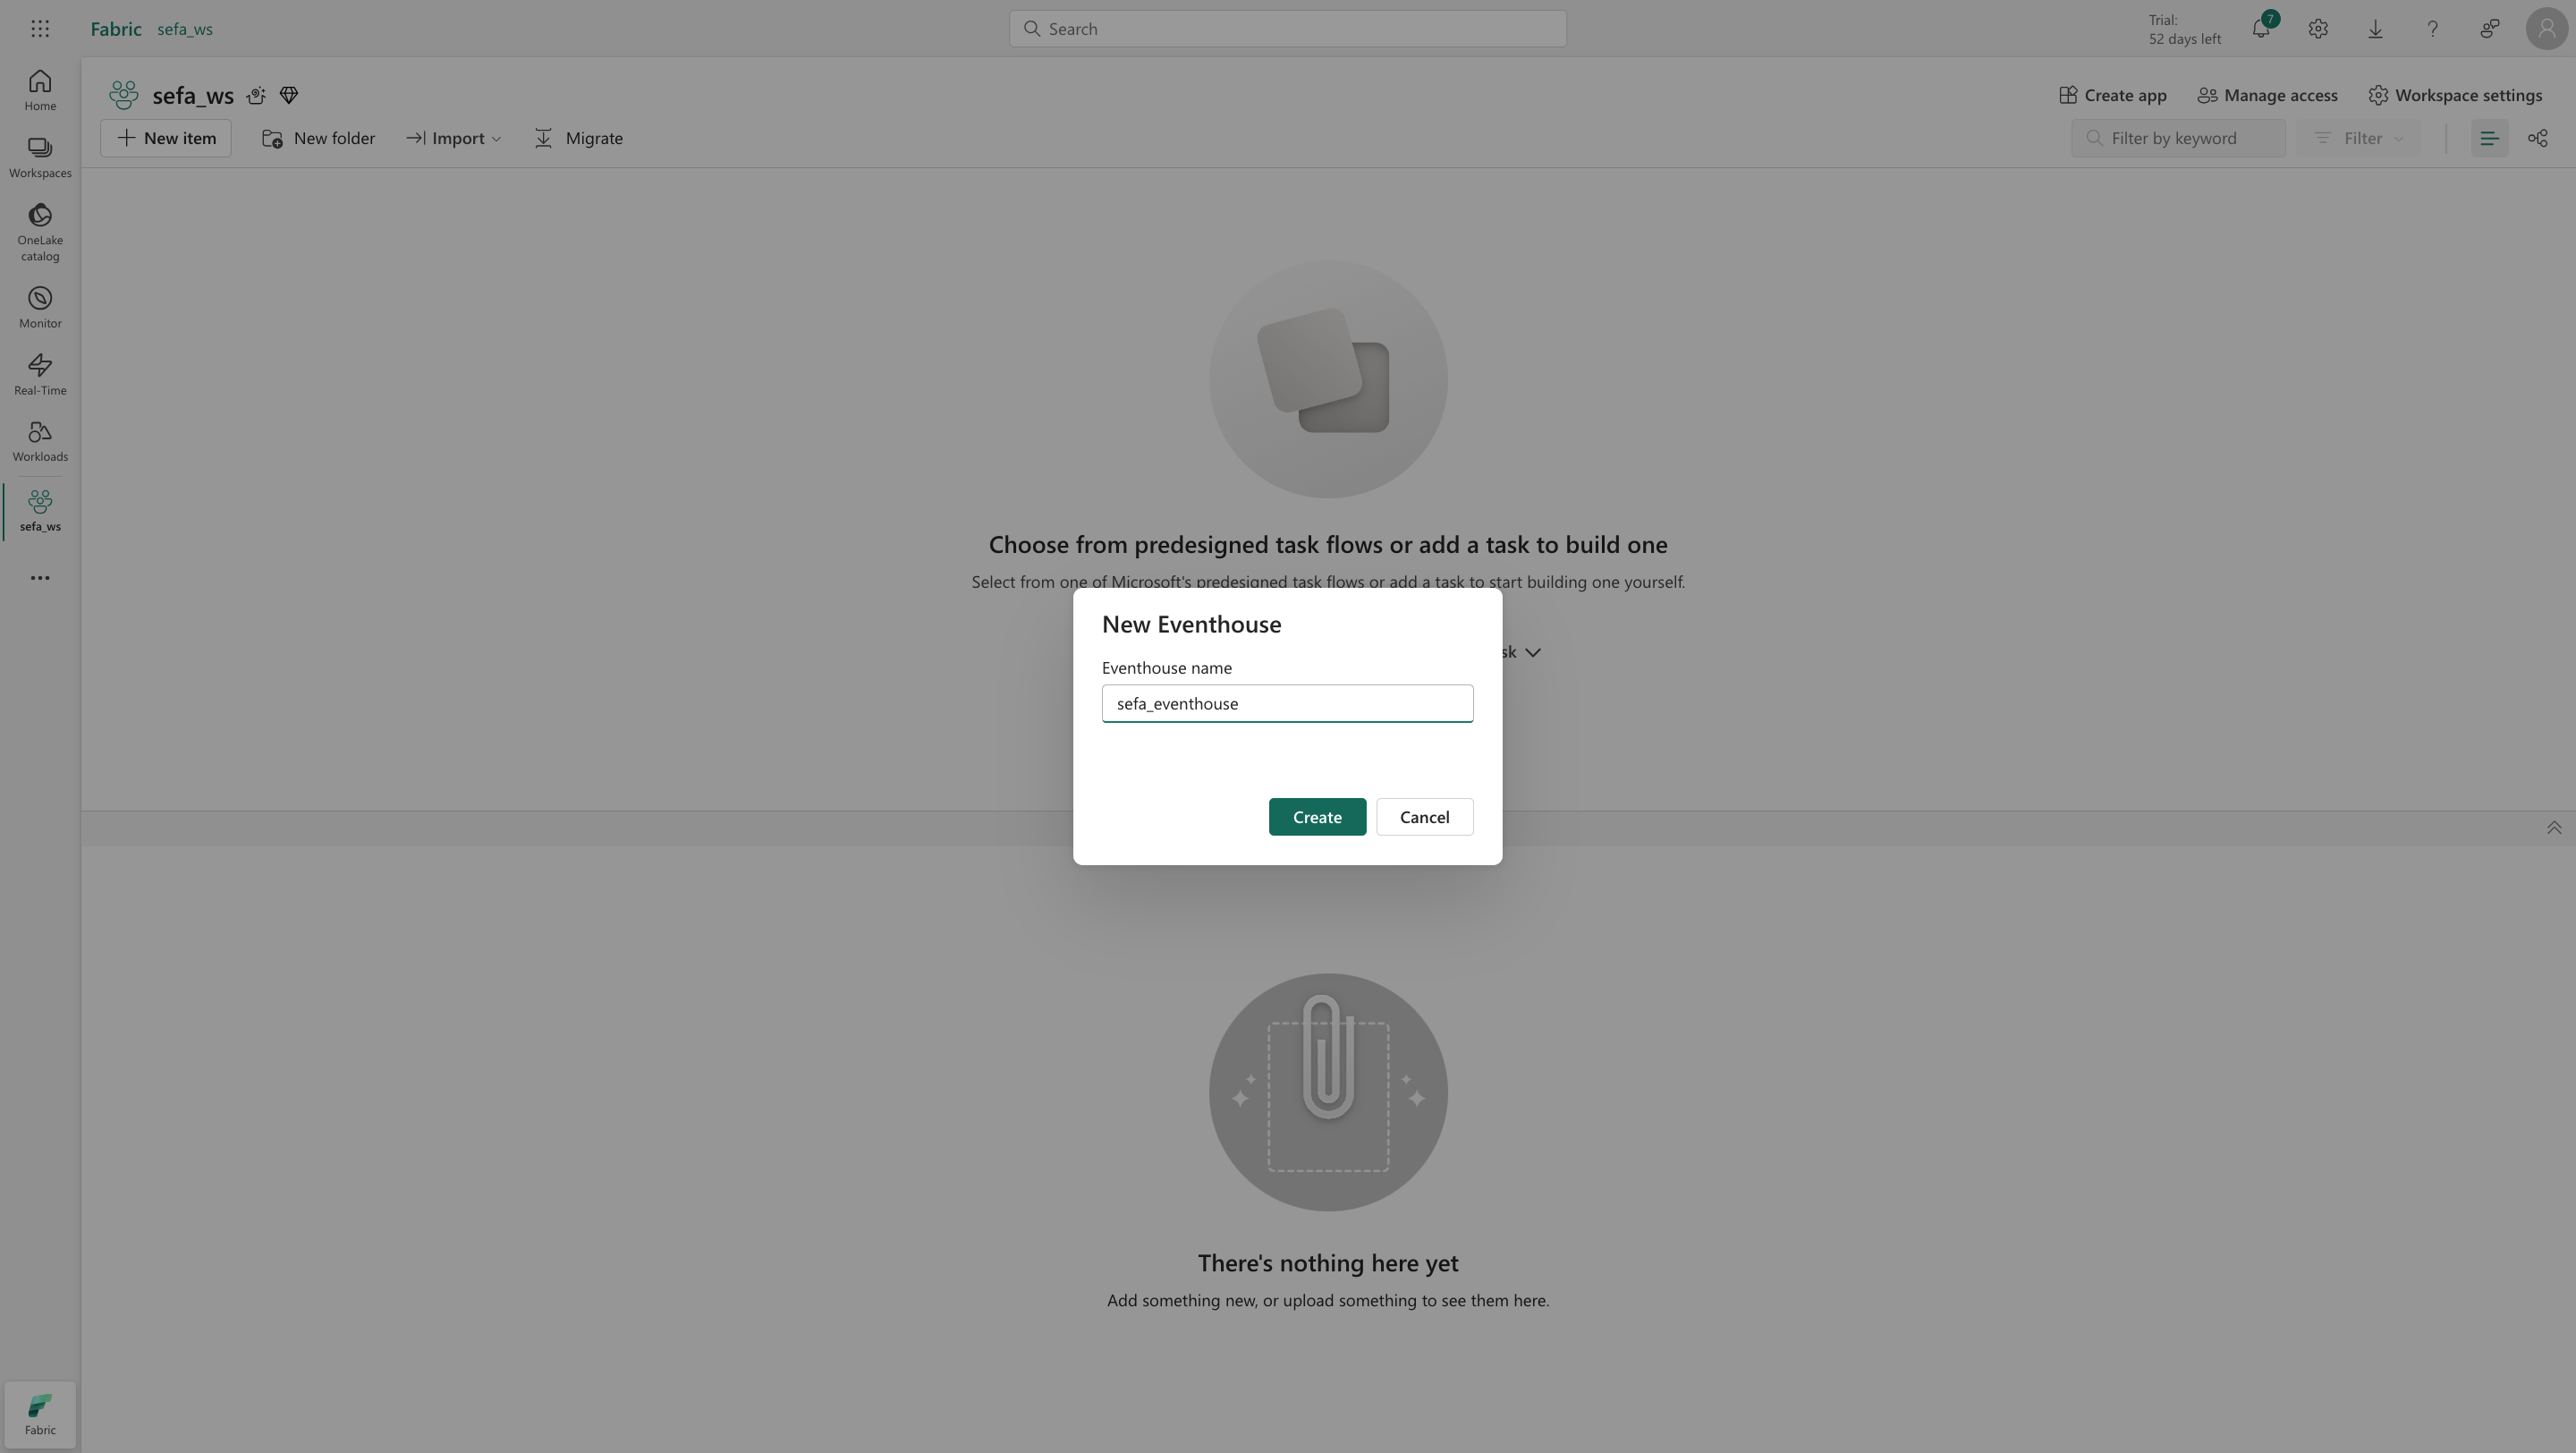 Fabric sefa_ws
Search
Trial:
52 days left
7
Home
Workspaces
OneLake
catalog
Monitor
Real-Time
Workloads
sefa_ws
Fabric
sefa_ws
Create app
Manage access
Workspace settings
New item
New folder
Import
Migrate
Filter by keyword
Filter
Choose from predesigned task flows or add a task to build one
Select from one of Microsoft's predesigned task flows or add a task to start building one yourself.
sk
New Eventhouse
Eventhouse name
sefa_eventhouse
Create
Cancel
There's nothing here yet
Add something new, or upload something to see them here.